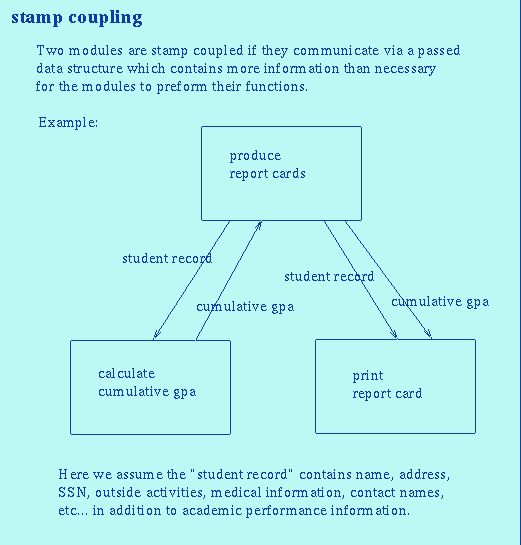 stamp coupling
Two modules are stamp coupled if they communicate via a passed
data structure which contains more information than necessary
for the modules to preform their functions.
Example:
produce
report cards
student record
student record
cumulative gpa
cumulative gpa
calculate
cumulative gpa
print
report card
Here we assume the "student record" contains name, address,
SSN, outside activities, medical information, contact names,
etc... in addition to academic performance information.